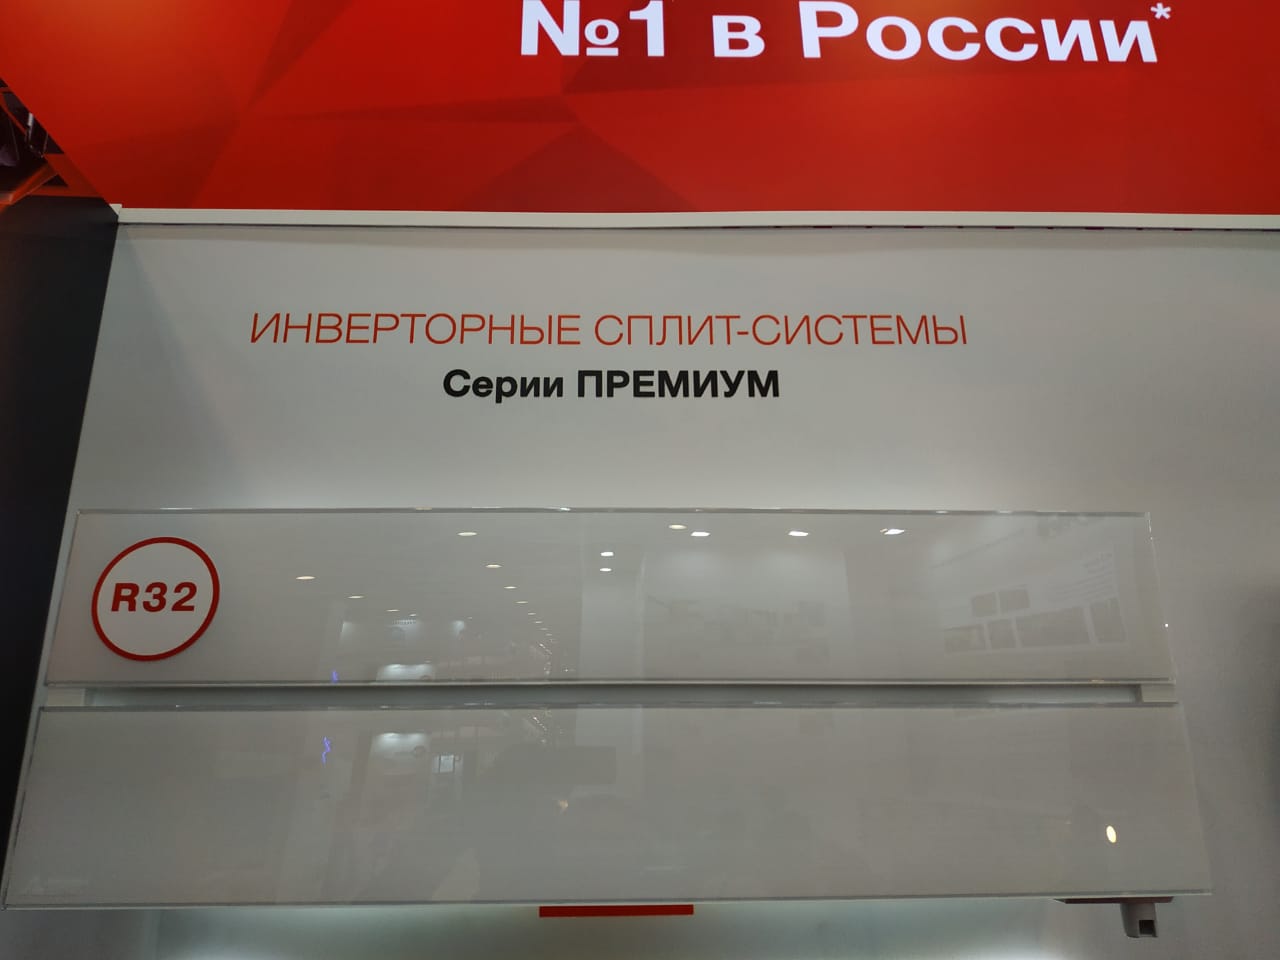 №1 в России*
ИНВЕРТОРНЫЕ СПЛИТ-СИСТЕМЫ
Серии ПРЕМИУМ
R32